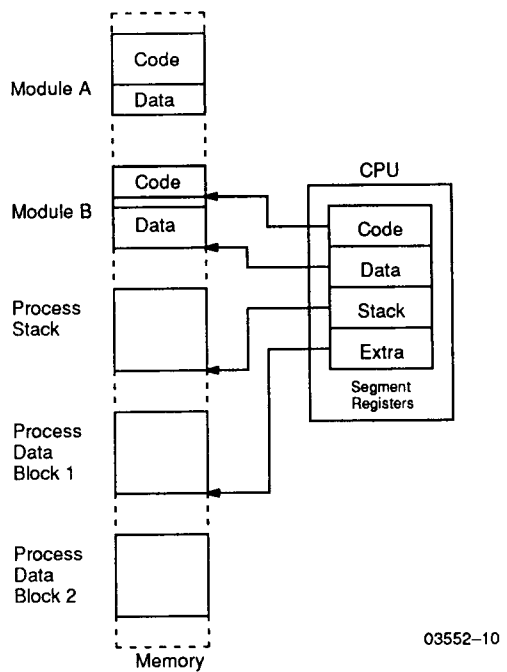 Code
Module A
Data
Code
Module B
Data
CPU
Code
Data
Stack
Extra
Segment
Registers
Process
Stack
Process
Data
Block 1
Process
Data
Block 2
Memory
03552–10